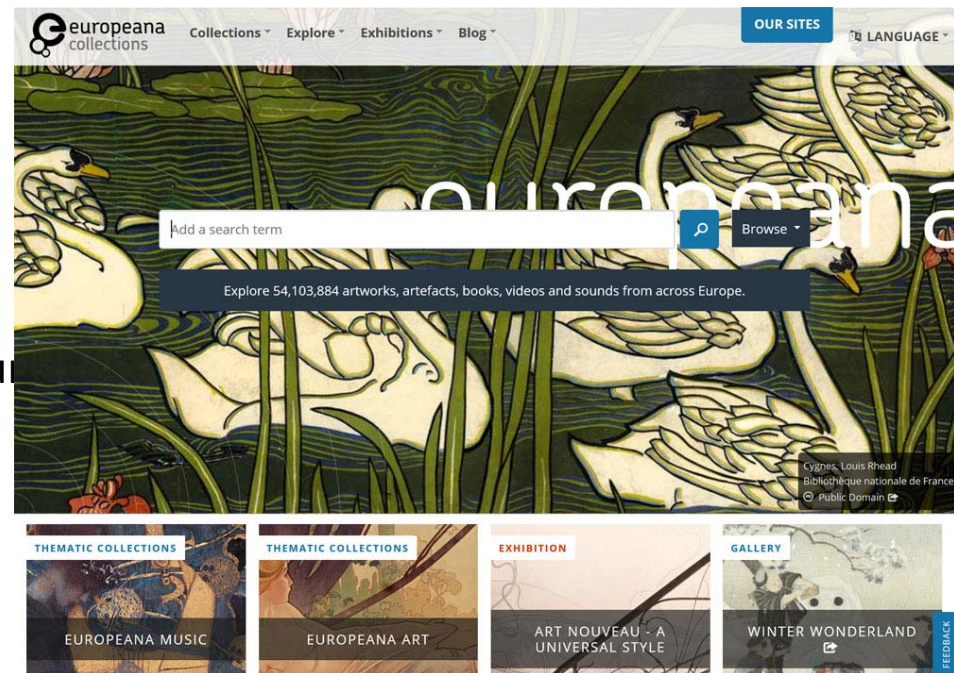 europeana
collections
Collections
Explore
Exhibitions
Blog
OUR SITES
LANGUAGE
europeana
Add a search term
Browse
Explore 54,103,884 artworks, artefacts, books, videos and sounds from across Europe.
Cygnes, Louis Rhead
Bibliothèque nationale de France
Public Domain
THEMATIC COLLECTIONS
EUROPEANA MUSIC
THEMATIC COLLECTIONS
EUROPEANA ART
EXHIBITION
ART NOUVEAU - A
UNIVERSAL STYLE
GALLERY
WINTER WONDERLAND
FEEDBACK